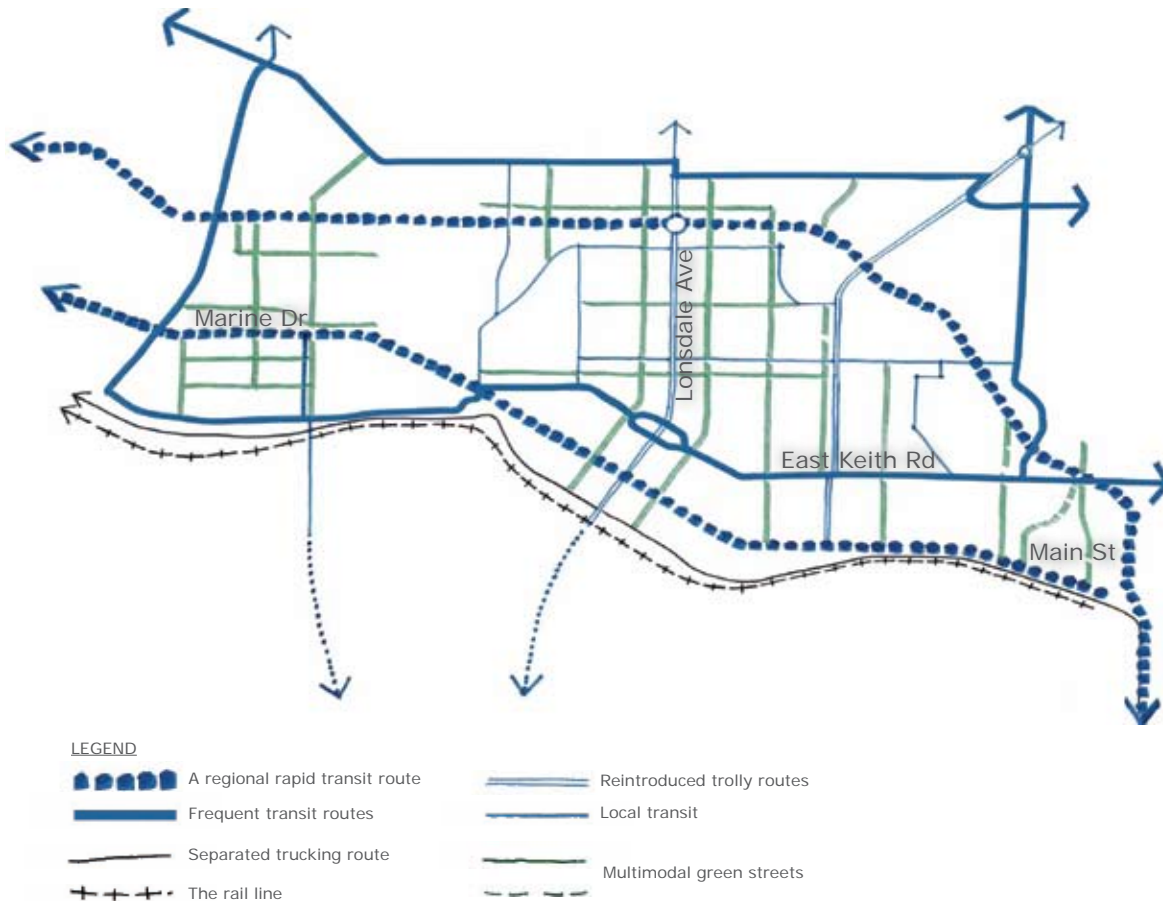 Marine Dr
Lonsdale Ave
East Keith Rd
Main St
LEGEND
A regional rapid transit route
Frequent transit routes
Separated trucking route
The rail line
Reintroduced trolly routes
Local transit
Multimodal green streets